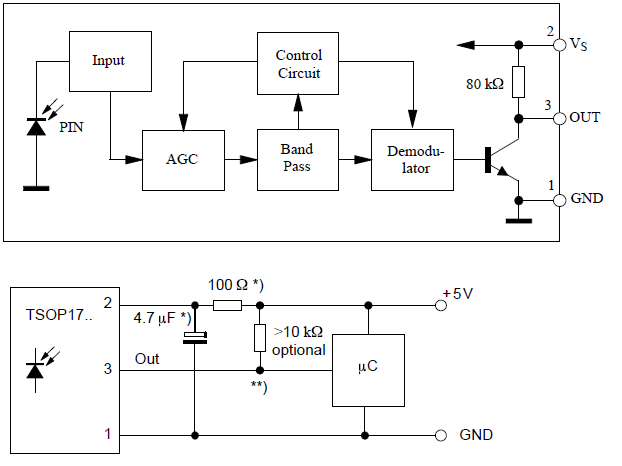 2
V_S
Input
Control
Circuit
80 kΩ
3
OUT
PIN
AGC
Band
Pass
Demodu-
lator
1
GND
100 Ω *)
2
+5V
TSOP17..
4.7 μF *)
>10 kΩ
optional
Out
3
μC
**)
1
GND